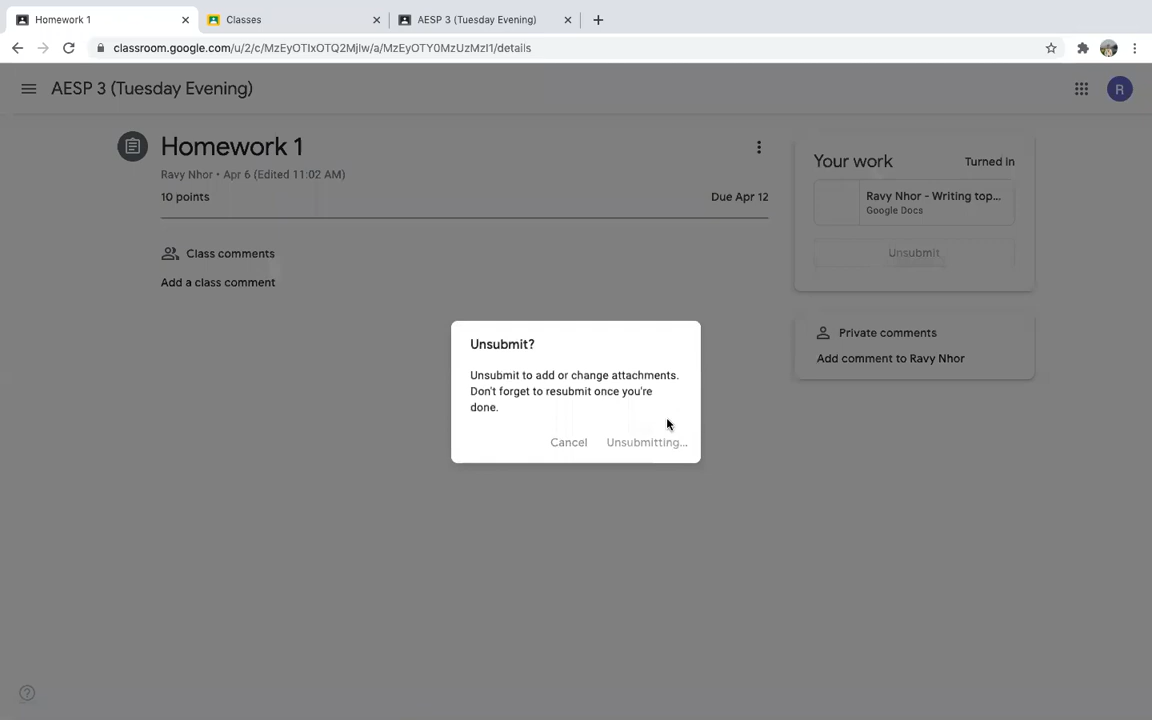 Homework 1
Classes
AESP 3 (Tuesday Evening)
classroom.google.com/u/2/c/MzEyOTIxOTQ2Mjlw/a/MzEyOTY0MzUzMzI1/details
AESP 3 (Tuesday Evening)
R
Homework 1
Ravy Nhor • Apr 6 (Edited 11:02 AM)
10 points
Due Apr 12
Class comments
Add a class comment
Your work
Turned in
Ravy Nhor - Writing top...
Google Docs
Unsubmit
Private comments
Add comment to Ravy Nhor
Unsubmit?
Unsubmit to add or change attachments.
Don't forget to resubmit once you're
done.
Cancel
Unsubmitting...